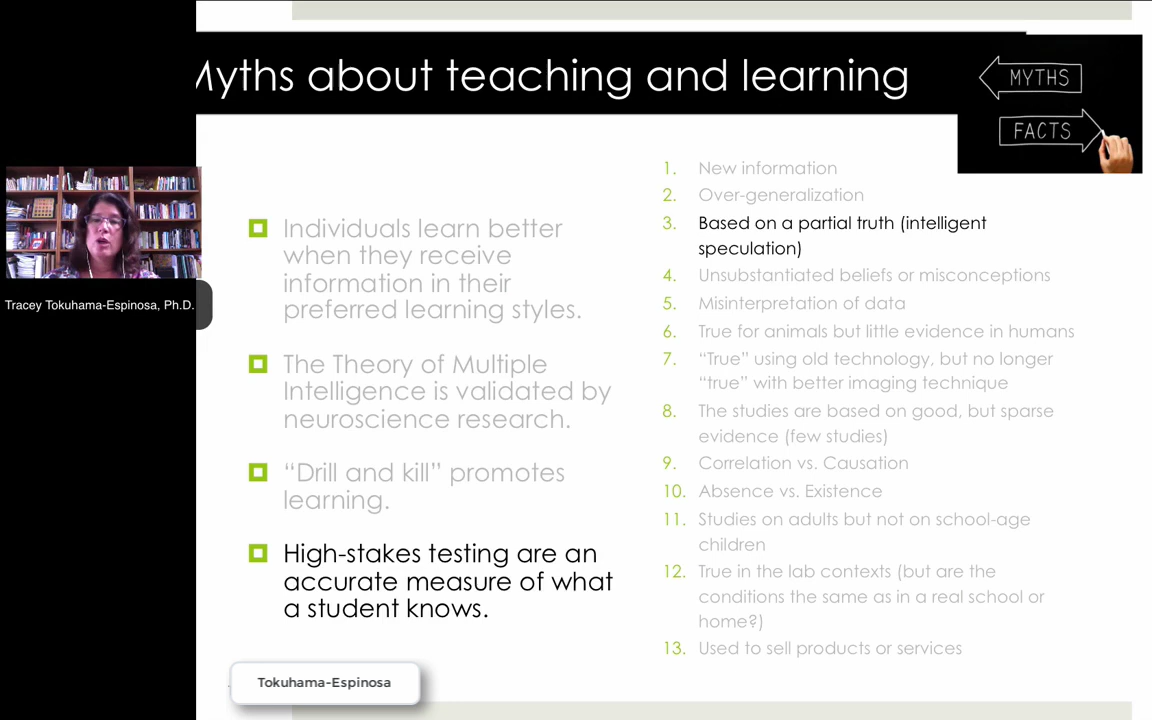 Myths about teaching and learning
MYTHS
FACTS
Individuals learn better
when they receive
information in their
preferred learning styles.
The Theory of Multiple
Intelligence is validated by
neuroscience research.
“Drill and kill” promotes
learning.
High-stakes testing are an
accurate measure of what
a student knows.
1. New information
2. Over-generalization
3. Based on a partial truth (intelligent
speculation)
4. Unsubstantiated beliefs or misconceptions
5. Misinterpretation of data
6. True for animals but little evidence in humans
7. “True” using old technology, but no longer
“true” with better imaging technique
8. The studies are based on good, but sparse
evidence (few studies)
9. Correlation vs. Causation
10. Absence vs. Existence
11. Studies on adults but not on school-age
children
12. True in the lab contexts (but are the
conditions the same as in a real school or
home?)
13. Used to sell products or services
Tracey Tokuhama-Espinosa, Ph.D.
Tokuhama-Espinosa